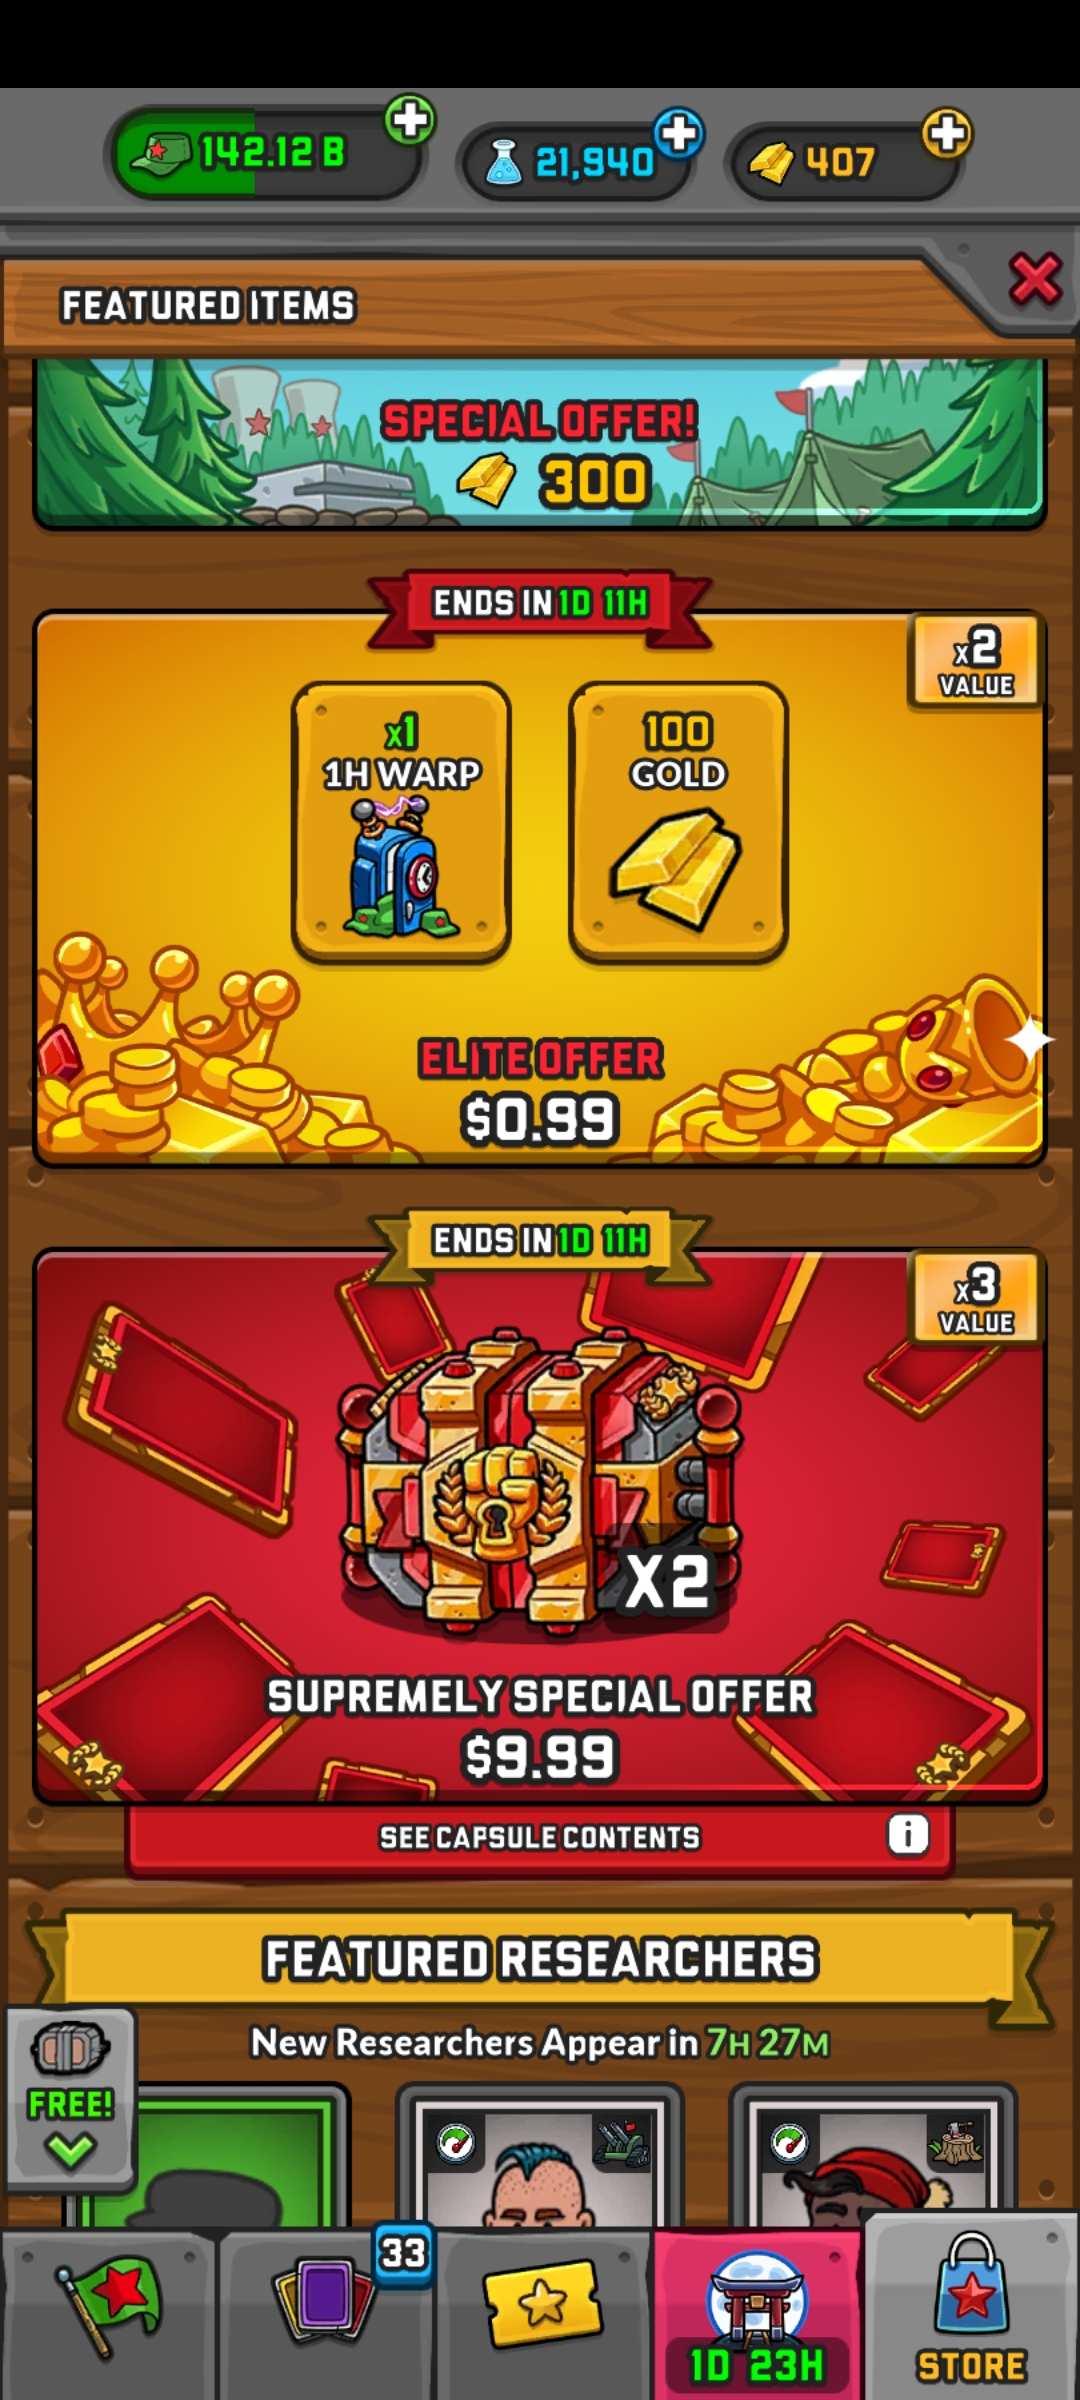 142.12 B
21,940
407
FEATURED ITEMS
SPECIAL OFFER!
300
ENDS IN 1D 11H
x2
VALUE
x1
1H WARP
100
GOLD
ELITE OFFER
$0.99
ENDS IN 1D 11H
x3
VALUE
X2
SUPREMELY SPECIAL OFFER
$9.99
SEE CAPSULE CONTENTS
i
FEATURED RESEARCHERS
New Researchers Appear in 7H 27M
FREE!
33
1D 23H
STORE